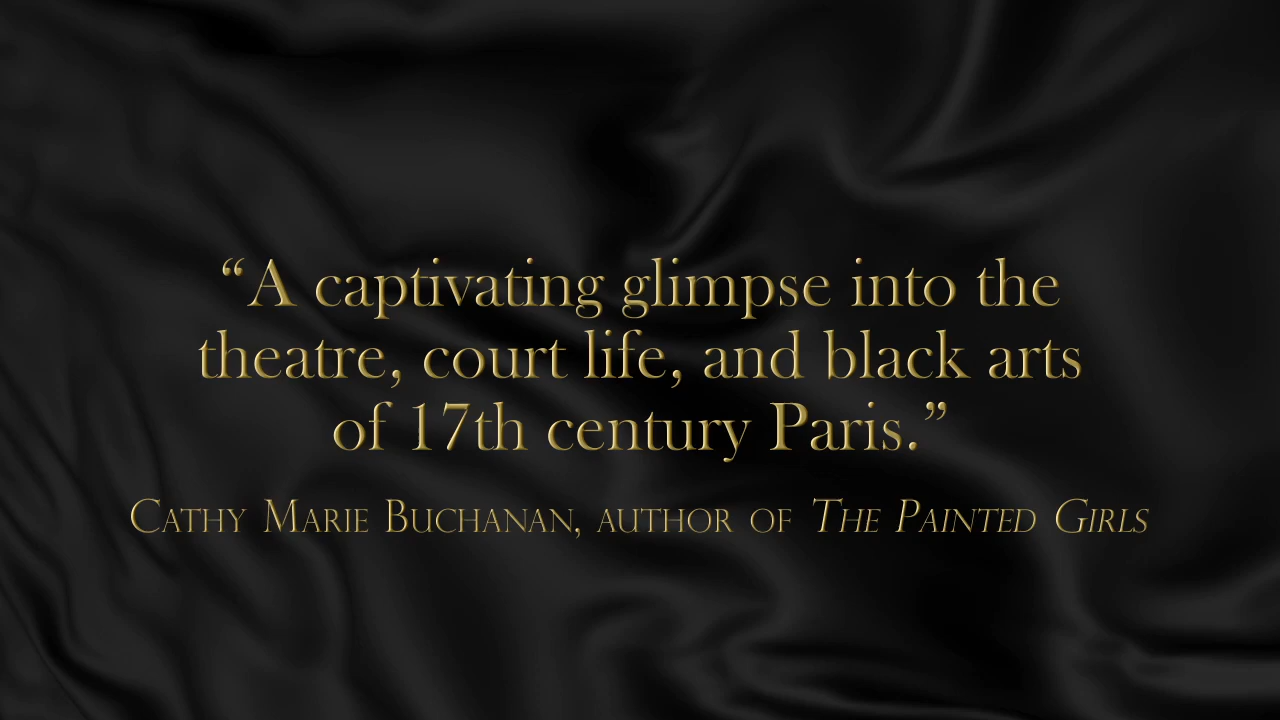 “A captivating glimpse into the
theatre, court life, and black arts
of 17th century Paris.”
Cathy Marie Buchanan, author of The Painted Girls